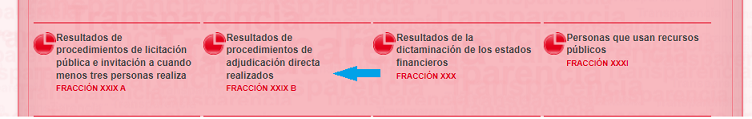 Resultados de
procedimientos de licitación
pública e invitación a cuando
menos tres personas realiza
FRACCIÓN XXIX A
Resultados de
procedimientos de
adjudicación directa
realizados
FRACCIÓN XXIX B
Resultados de la
dictaminación de los estados
financieros
FRACCIÓN XXX
Personas que usan recursos
públicos
FRACCIÓN XXXI